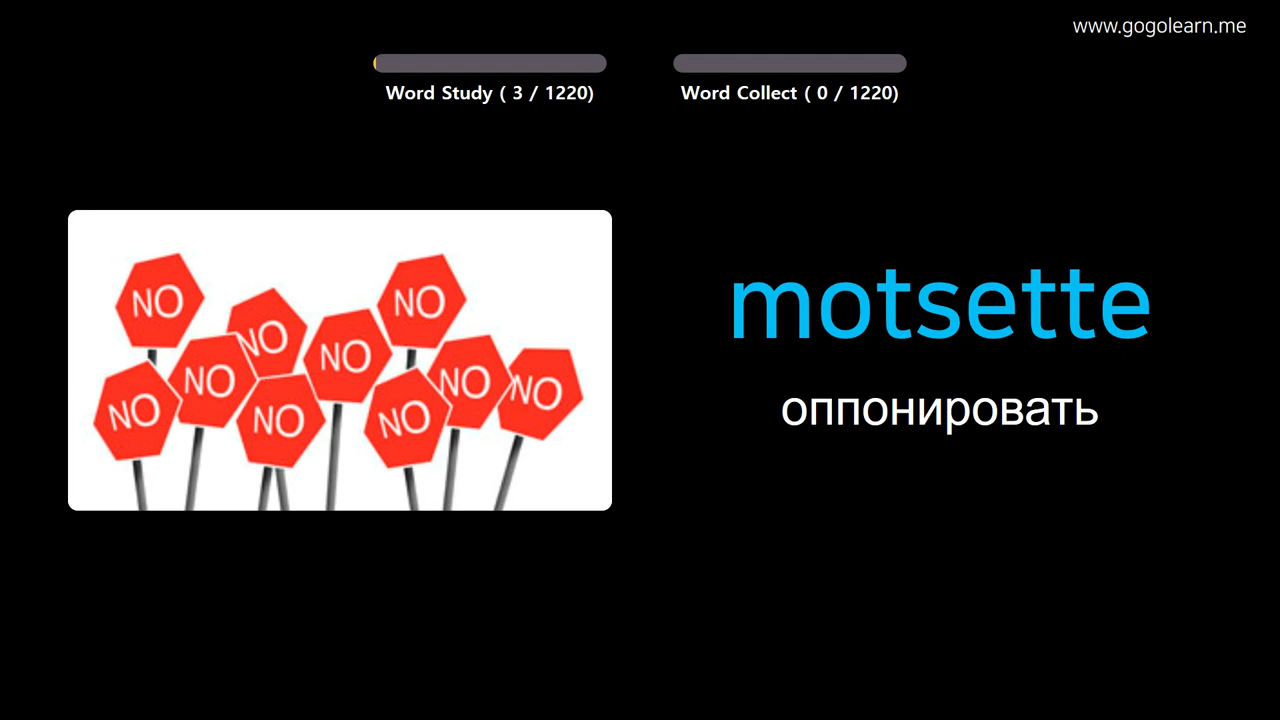 www.gogolearn.me
Word Study ( 3 / 1220)
Word Collect ( 0 / 1220)
motsette
оппонировать
NO
NO
NO
NO
NO
NO
NO
NO
NO
NO